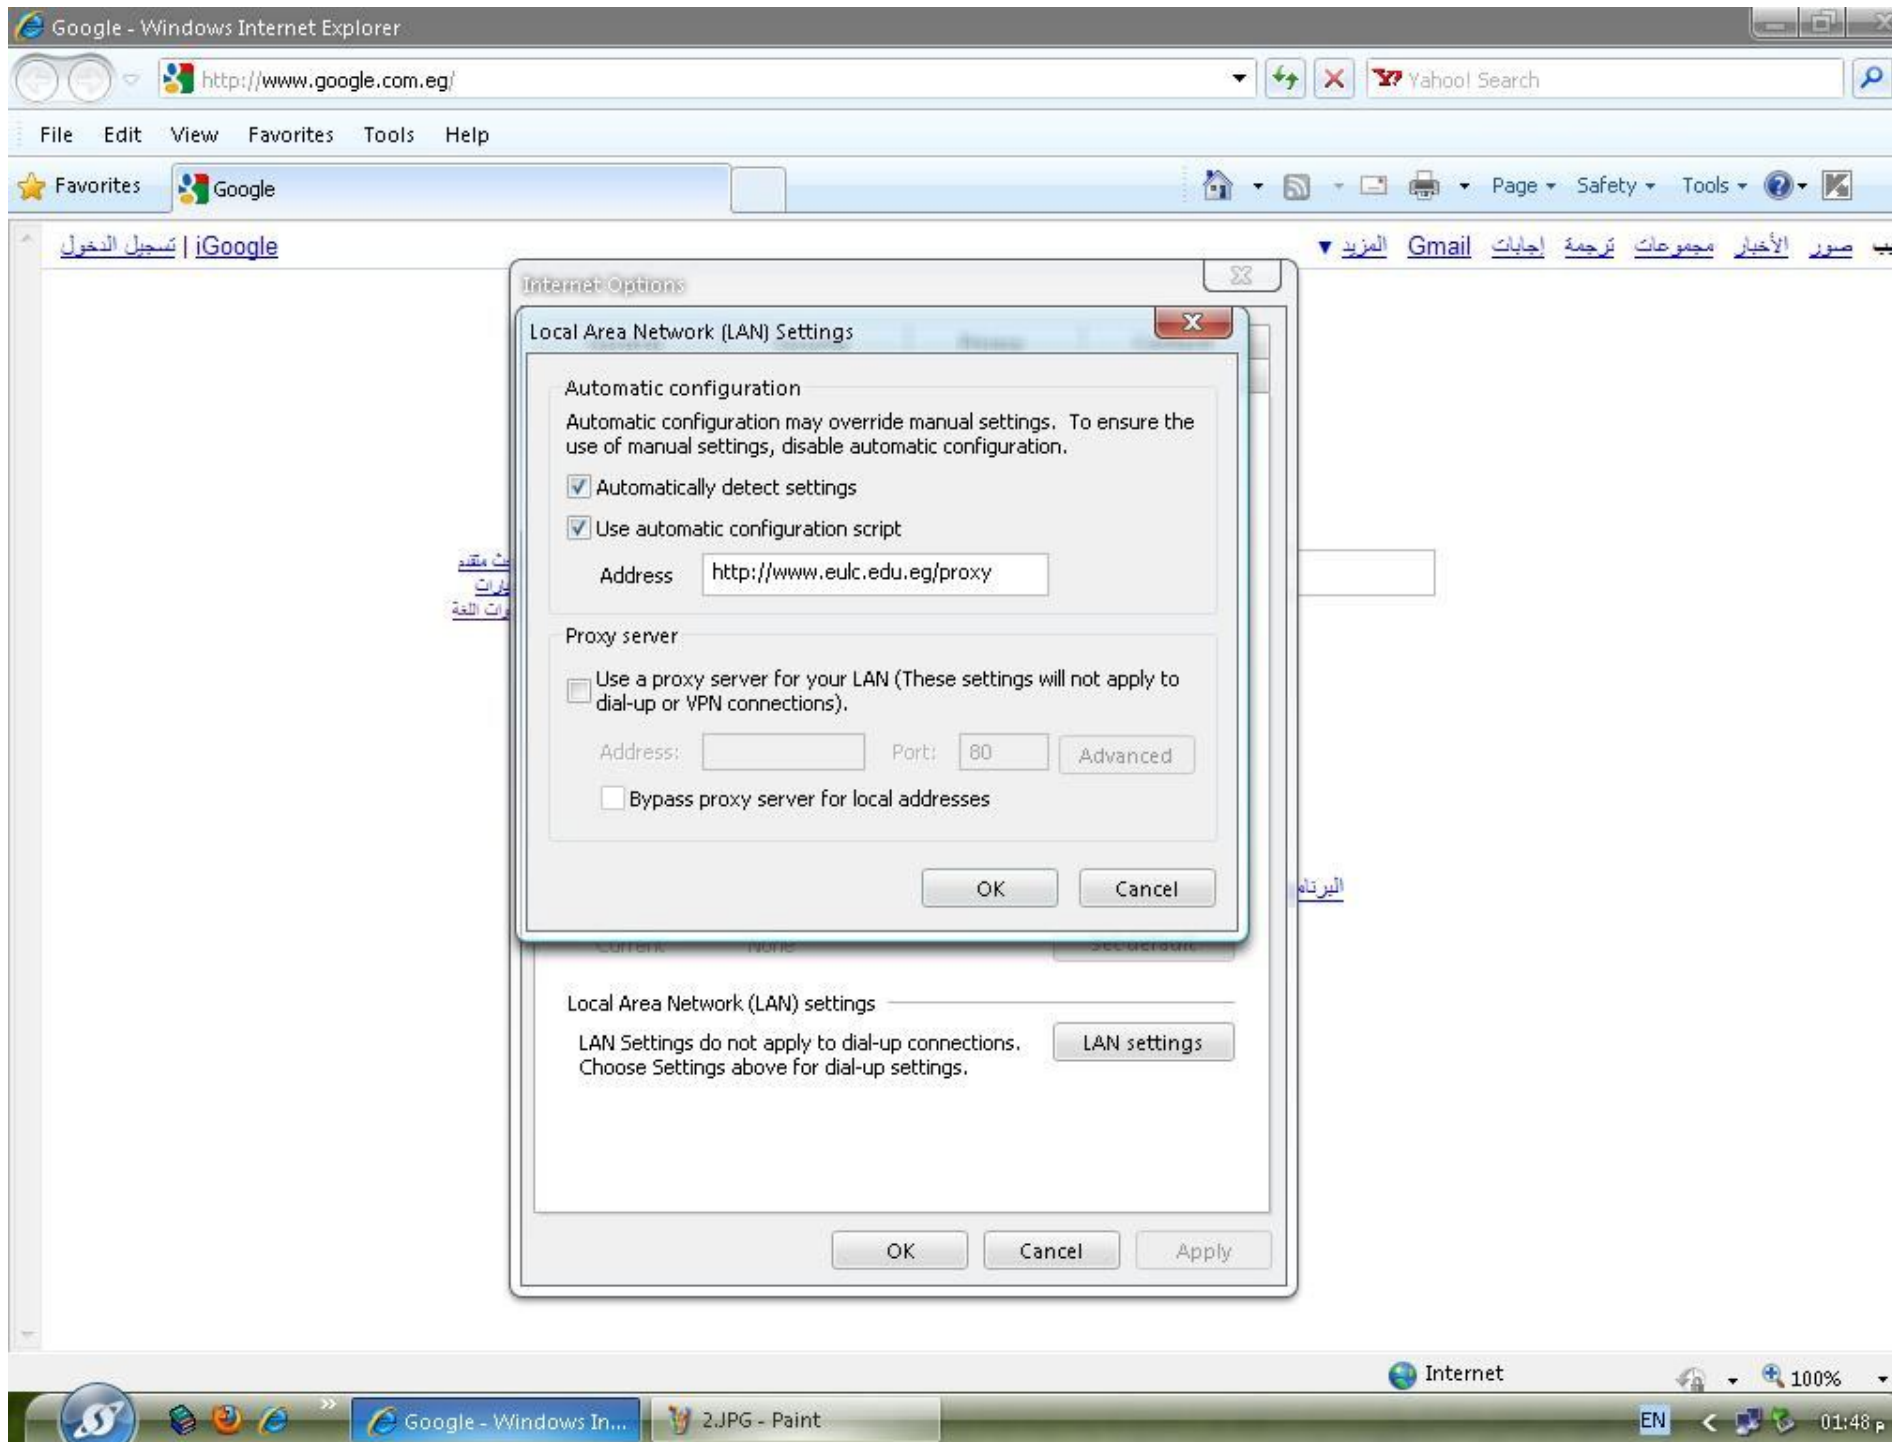 Google - Windows Internet Explorer
http://www.google.com.eg/
Yahoo! Search
File Edit View Favorites Tools Help
Favorites
Google
Page Safety Tools
iGoogle | تسجيل الدخول
صور الأخبار مجموعات ترجمة إجابات Gmail المزيد ▼
Internet Options
Local Area Network (LAN) Settings
Automatic configuration
Automatic configuration may override manual settings. To ensure the
use of manual settings, disable automatic configuration.
Automatically detect settings
Use automatic configuration script
Address http://www.eulc.edu.eg/proxy
متقدم
اللغة
Proxy server
Use a proxy server for your LAN (These settings will not apply to
dial-up or VPN connections).
Address: Port: 80 Advanced
Bypass proxy server for local addresses
OK Cancel
Current None Set default
Local Area Network (LAN) settings
LAN Settings do not apply to dial-up connections.
Choose Settings above for dial-up settings.
LAN settings
OK Cancel Apply
Internet
100%
Google - Windows In...
2.JPG - Paint
EN
01:48 م